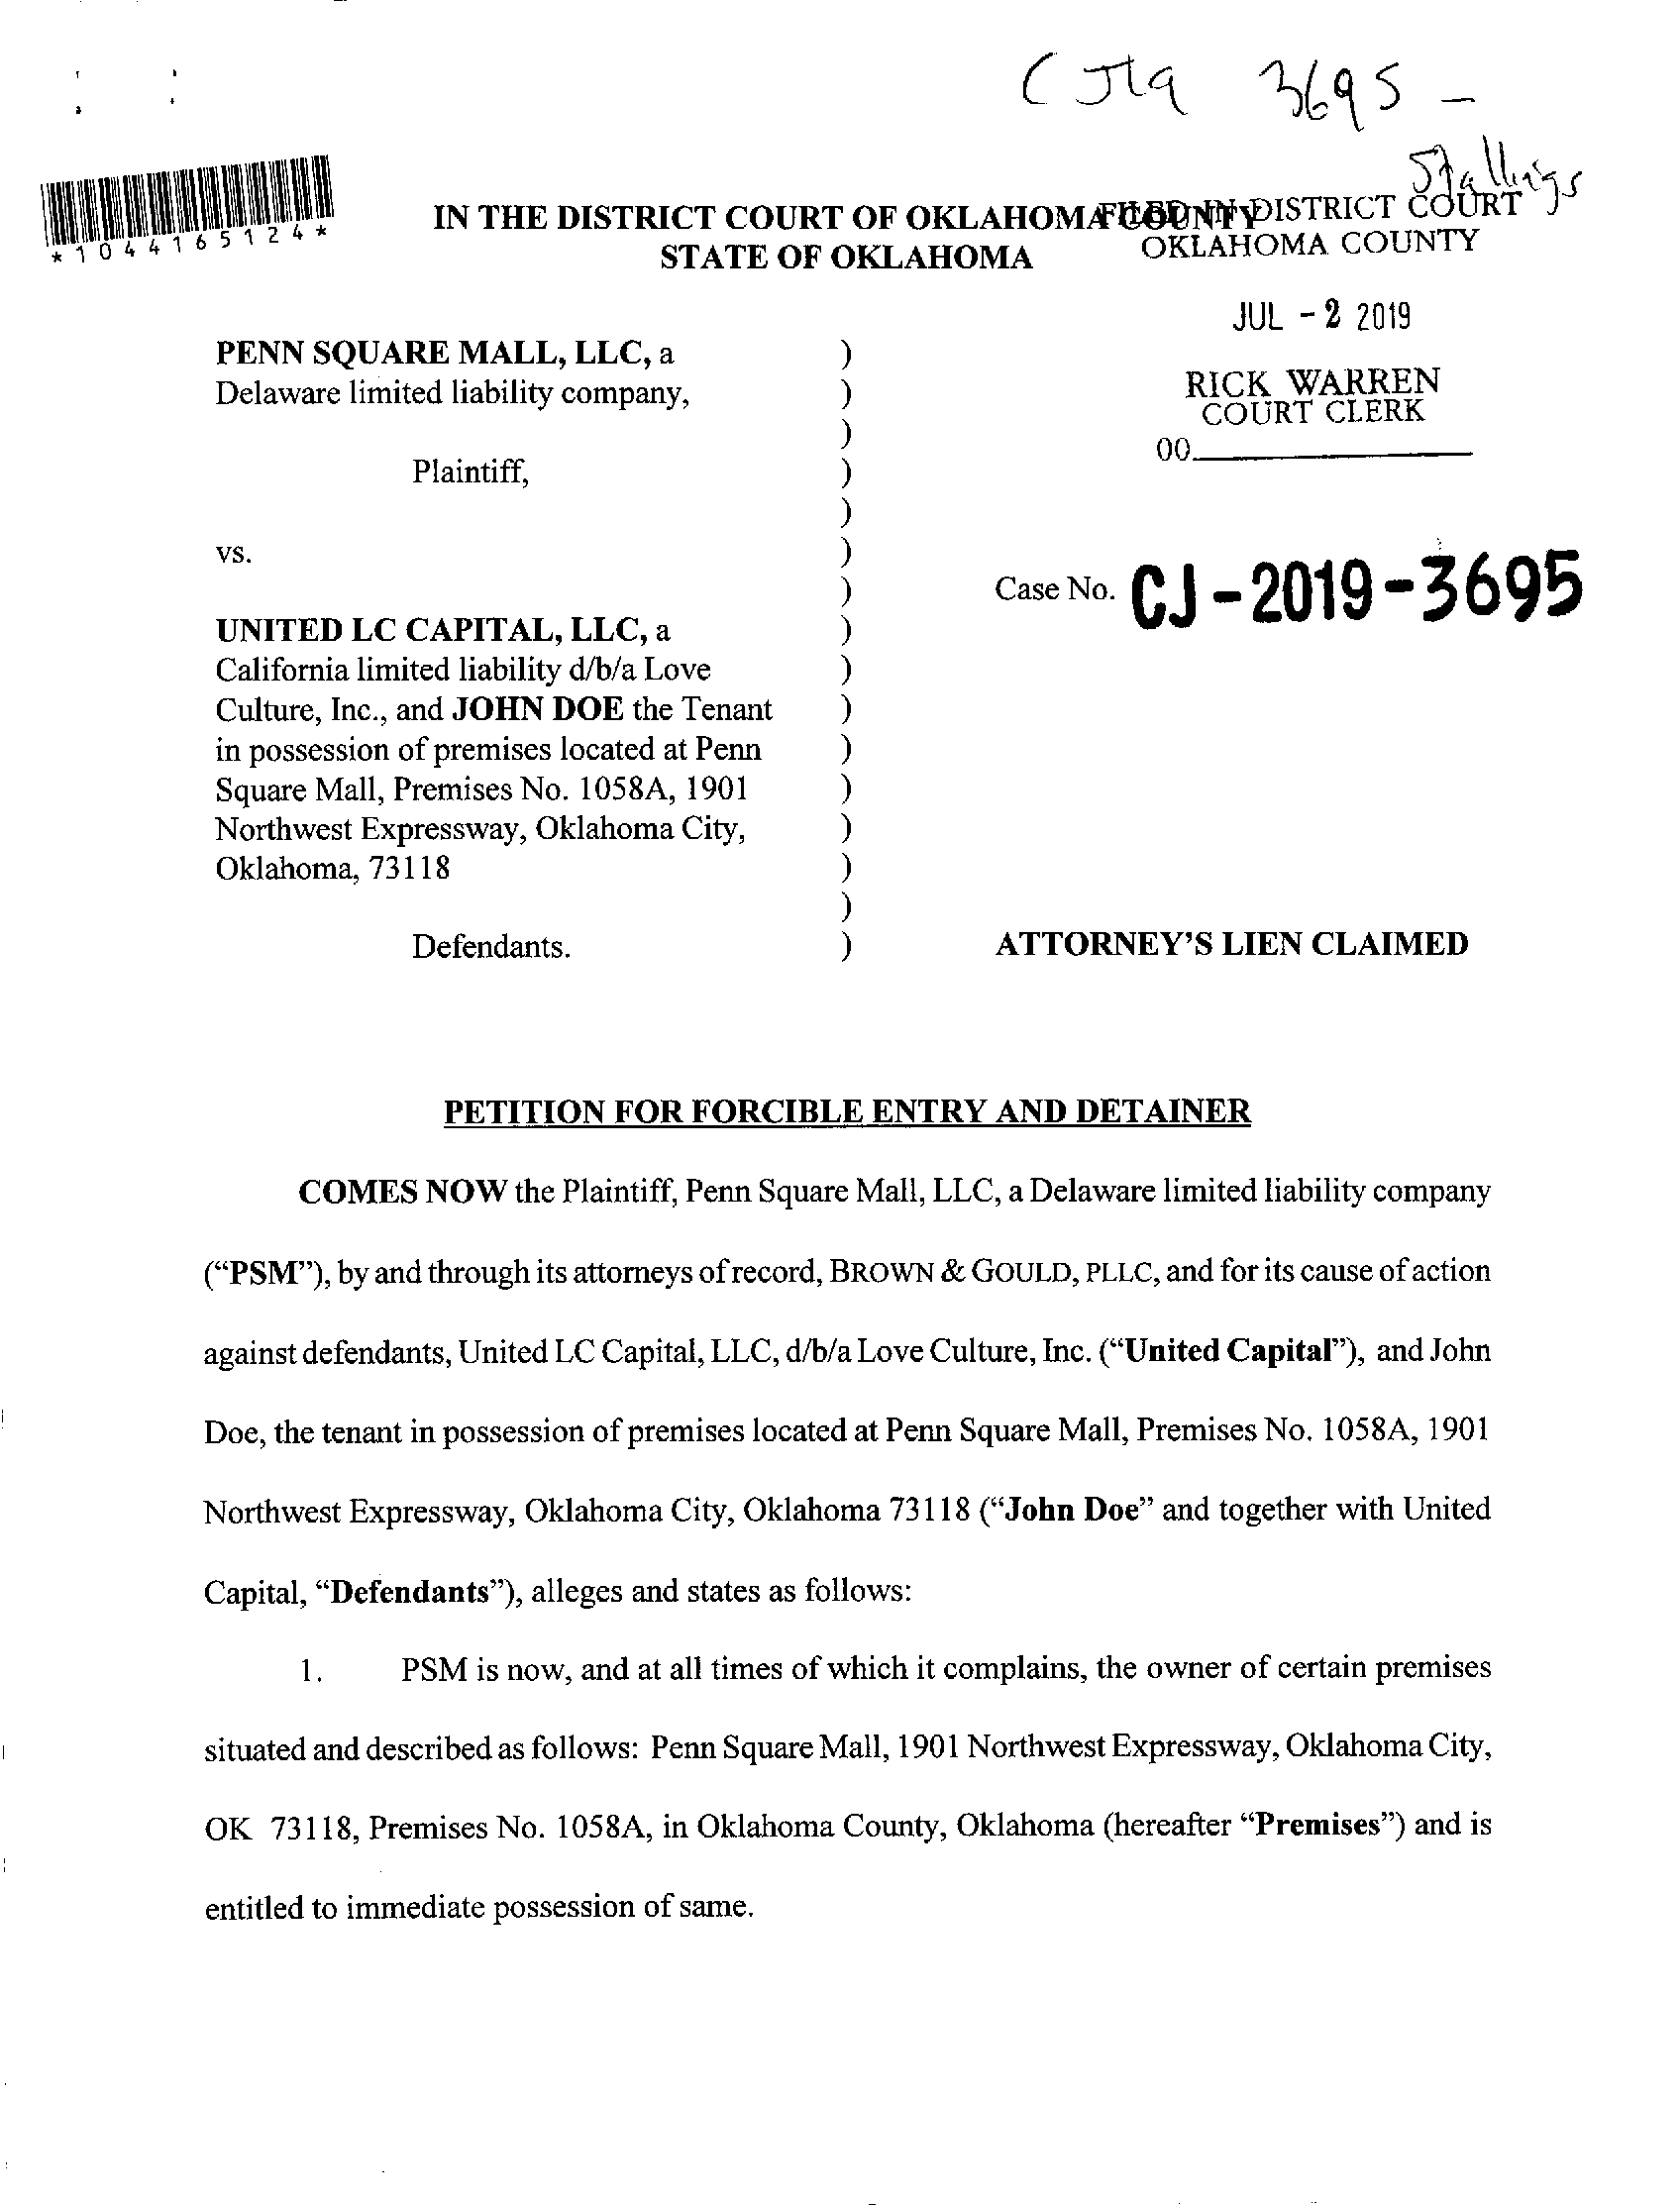 CJ19 3695 -
Stallings
*1044165124*
IN THE DISTRICT COURT OF OKLAHOMA COUNTY
STATE OF OKLAHOMA
FILED IN DISTRICT COURT
OKLAHOMA COUNTY
JUL - 2 2019
RICK WARREN
COURT CLERK
00
PENN SQUARE MALL, LLC, a )
Delaware limited liability company, )
)
Plaintiff, )
)
vs. )
)
Case No. CJ-2019-3695
UNITED LC CAPITAL, LLC, a )
California limited liability d/b/a Love )
Culture, Inc., and JOHN DOE the Tenant )
in possession of premises located at Penn )
Square Mall, Premises No. 1058A, 1901 )
Northwest Expressway, Oklahoma City, )
Oklahoma, 73118 )
)
Defendants. ) ATTORNEY'S LIEN CLAIMED
PETITION FOR FORCIBLE ENTRY AND DETAINER
COMES NOW the Plaintiff, Penn Square Mall, LLC, a Delaware limited liability company
("PSM"), by and through its attorneys of record, BROWN & GOULD, PLLC, and for its cause of action
against defendants, United LC Capital, LLC, d/b/a Love Culture, Inc. ("United Capital"), and John
Doe, the tenant in possession of premises located at Penn Square Mall, Premises No. 1058A, 1901
Northwest Expressway, Oklahoma City, Oklahoma 73118 ("John Doe" and together with United
Capital, "Defendants"), alleges and states as follows:
1. PSM is now, and at all times of which it complains, the owner of certain premises
situated and described as follows: Penn Square Mall, 1901 Northwest Expressway, Oklahoma City,
OK 73118, Premises No. 1058A, in Oklahoma County, Oklahoma (hereafter "Premises") and is
entitled to immediate possession of same.